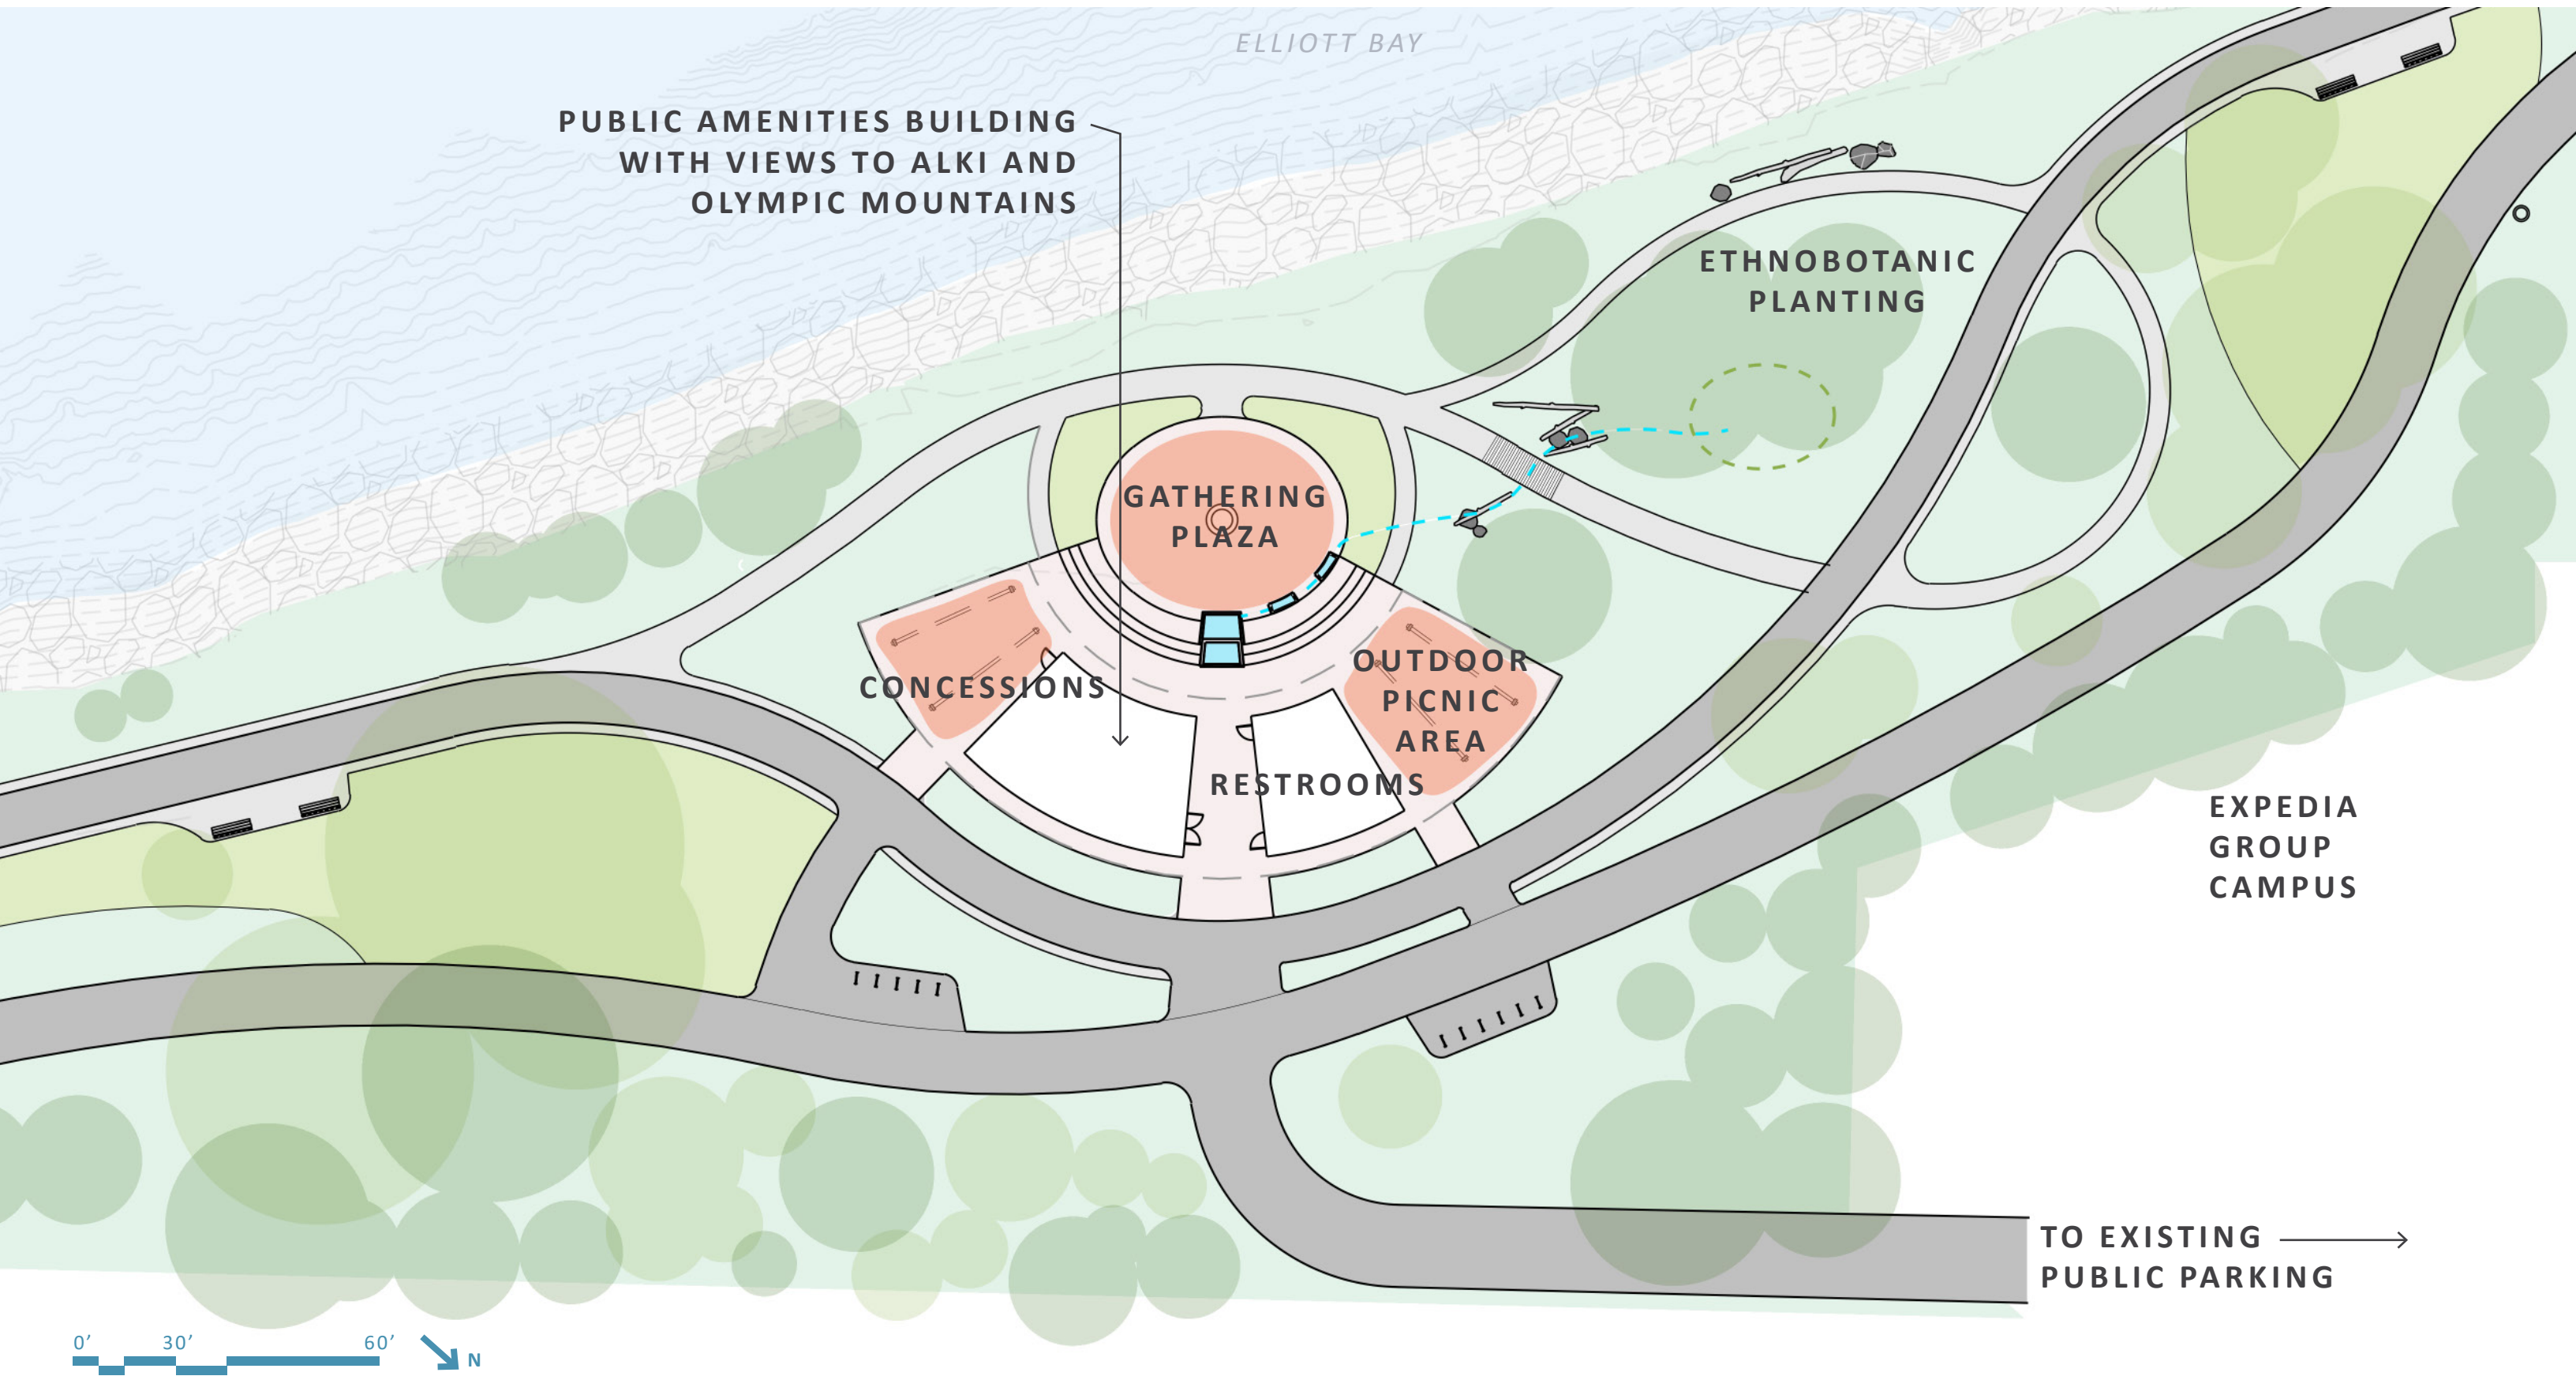 ELLIOTT BAY
PUBLIC AMENITIES BUILDING
WITH VIEWS TO ALKI AND
OLYMPIC MOUNTAINS
ETHNOBOTANIC
PLANTING
GATHERING
PLAZA
CONCESSIONS
OUTDOOR
PICNIC
AREA
RESTROOMS
EXPEDIA
GROUP
CAMPUS
TO EXISTING
PUBLIC PARKING
0’ 30’ 60’
N